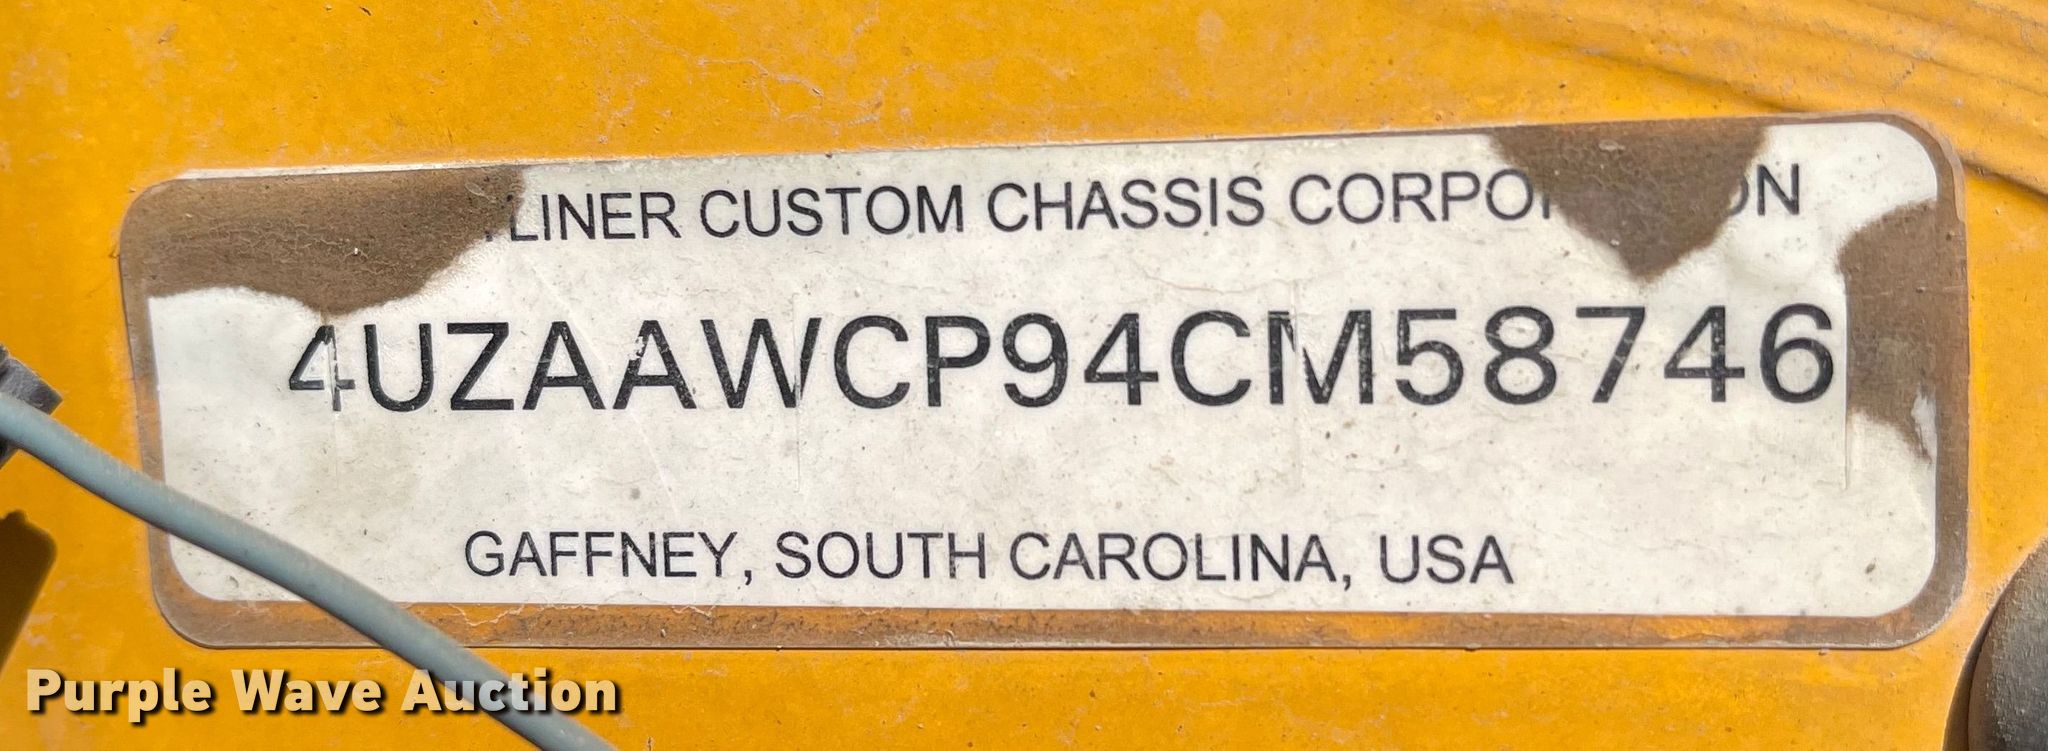 LINER CUSTOM CHASSIS CORPO ON
4UZAAWCP94CM58746
GAFFNEY, SOUTH CAROLINA, USA
Purple Wave Auction